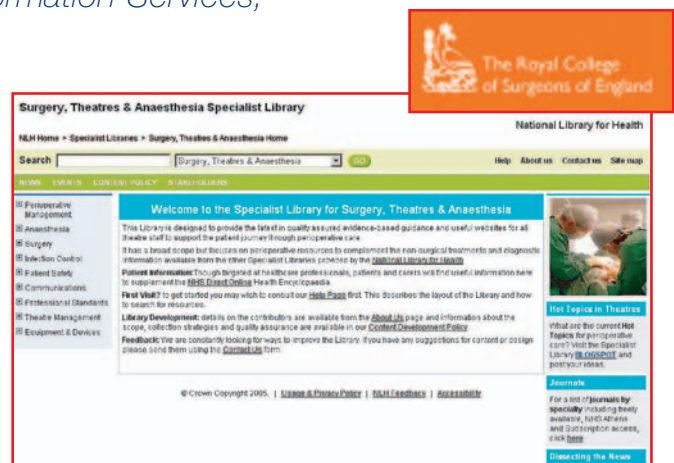 ormation Services,
The Royal College
of Surgeons of England
Surgery, Theatres & Anaesthesia Specialist Library
National Library for Health
NLH Home > Specialist Libraries > Surgery, Theatres & Anaesthesia Home
Search
Surgery, Theatres & Anaesthesia
GO
Help About us Contact us Site map
NEWS EVENTS CONTENT POLICY STAKEHOLDERS
Perioperative
Management
Anaesthesia
Surgery
Infection Control
Patient Safety
Communications
Professional Standards
Theatre Management
Equipment & Devices
Welcome to the Specialist Library for Surgery, Theatres & Anaesthesia
This Library is designed to provide the latest in quality assured evidence-based guidance and useful websites for all
theatre staff to support the patient journey through perioperative care.
It has a broad scope but focuses on perioperative resources to complement the non-surgical treatments and diagnostic
information available from the other Specialist Libraries provided by the National Library for Health
Patient Information: Though targeted at healthcare professionals, patients and carers will find useful information here
to supplement the NHS Direct Online Health Encyclopaedia.
First Visit? to get started you may wish to consult our Help Page first. This describes the layout of the Library and how
to search for resources.
Library Development: details on the contributors are available from the About Us page and information about the
scope, collection strategies and quality assurance are available in our Content Development Policy
Feedback: We are constantly looking for ways to improve the Library. If you have any suggestions for content or design
please send them using the Contact Us form.
© Crown Copyright 2005. | Usage & Privacy Policy | NLH Feedback | Accessibility
Hot Topics in Theatres
What are the current Hot
Topics for perioperative
care? Visit the Specialist
Library BLOGSPOT and
post your ideas.
Journals
For a list of journals by
specialty including freely
available, NHS Athens
and Subscription access,
click here
Dissecting the News